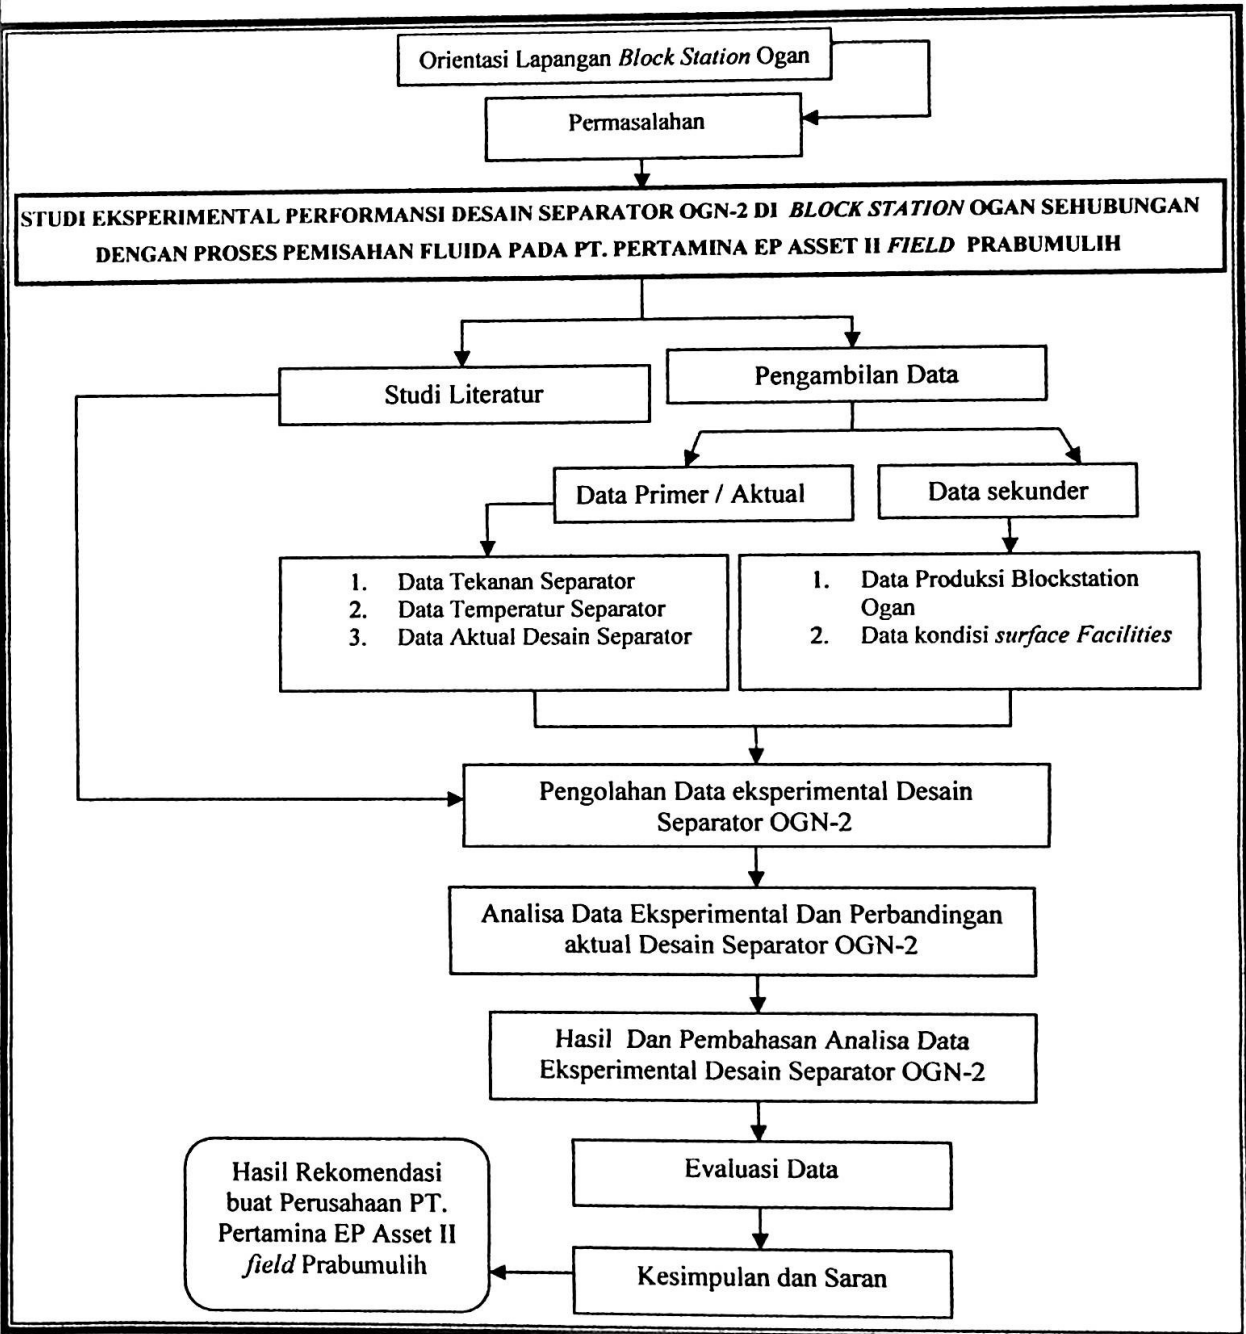 Orientasi Lapangan Block Station Ogan
Permasalahan
STUDI EKSPERIMENTAL PERFORMANSI DESAIN SEPARATOR OGN-2 DI BLOCK STATION OGAN SEHUBUNGAN
DENGAN PROSES PEMISAHAN FLUIDA PADA PT. PERTAMINA EP ASSET II FIELD PRABUMULIH
Studi Literatur
Pengambilan Data
Data Primer / Aktual
Data sekunder
1. Data Tekanan Separator
2. Data Temperatur Separator
3. Data Aktual Desain Separator
1. Data Produksi Blockstation
Ogan
2. Data kondisi surface Facilities
Pengolahan Data eksperimental Desain
Separator OGN-2
Analisa Data Eksperimental Dan Perbandingan
aktual Desain Separator OGN-2
Hasil Dan Pembahasan Analisa Data
Eksperimental Desain Separator OGN-2
Evaluasi Data
Kesimpulan dan Saran
Hasil Rekomendasi
buat Perusahaan PT.
Pertamina EP Asset II
field Prabumulih